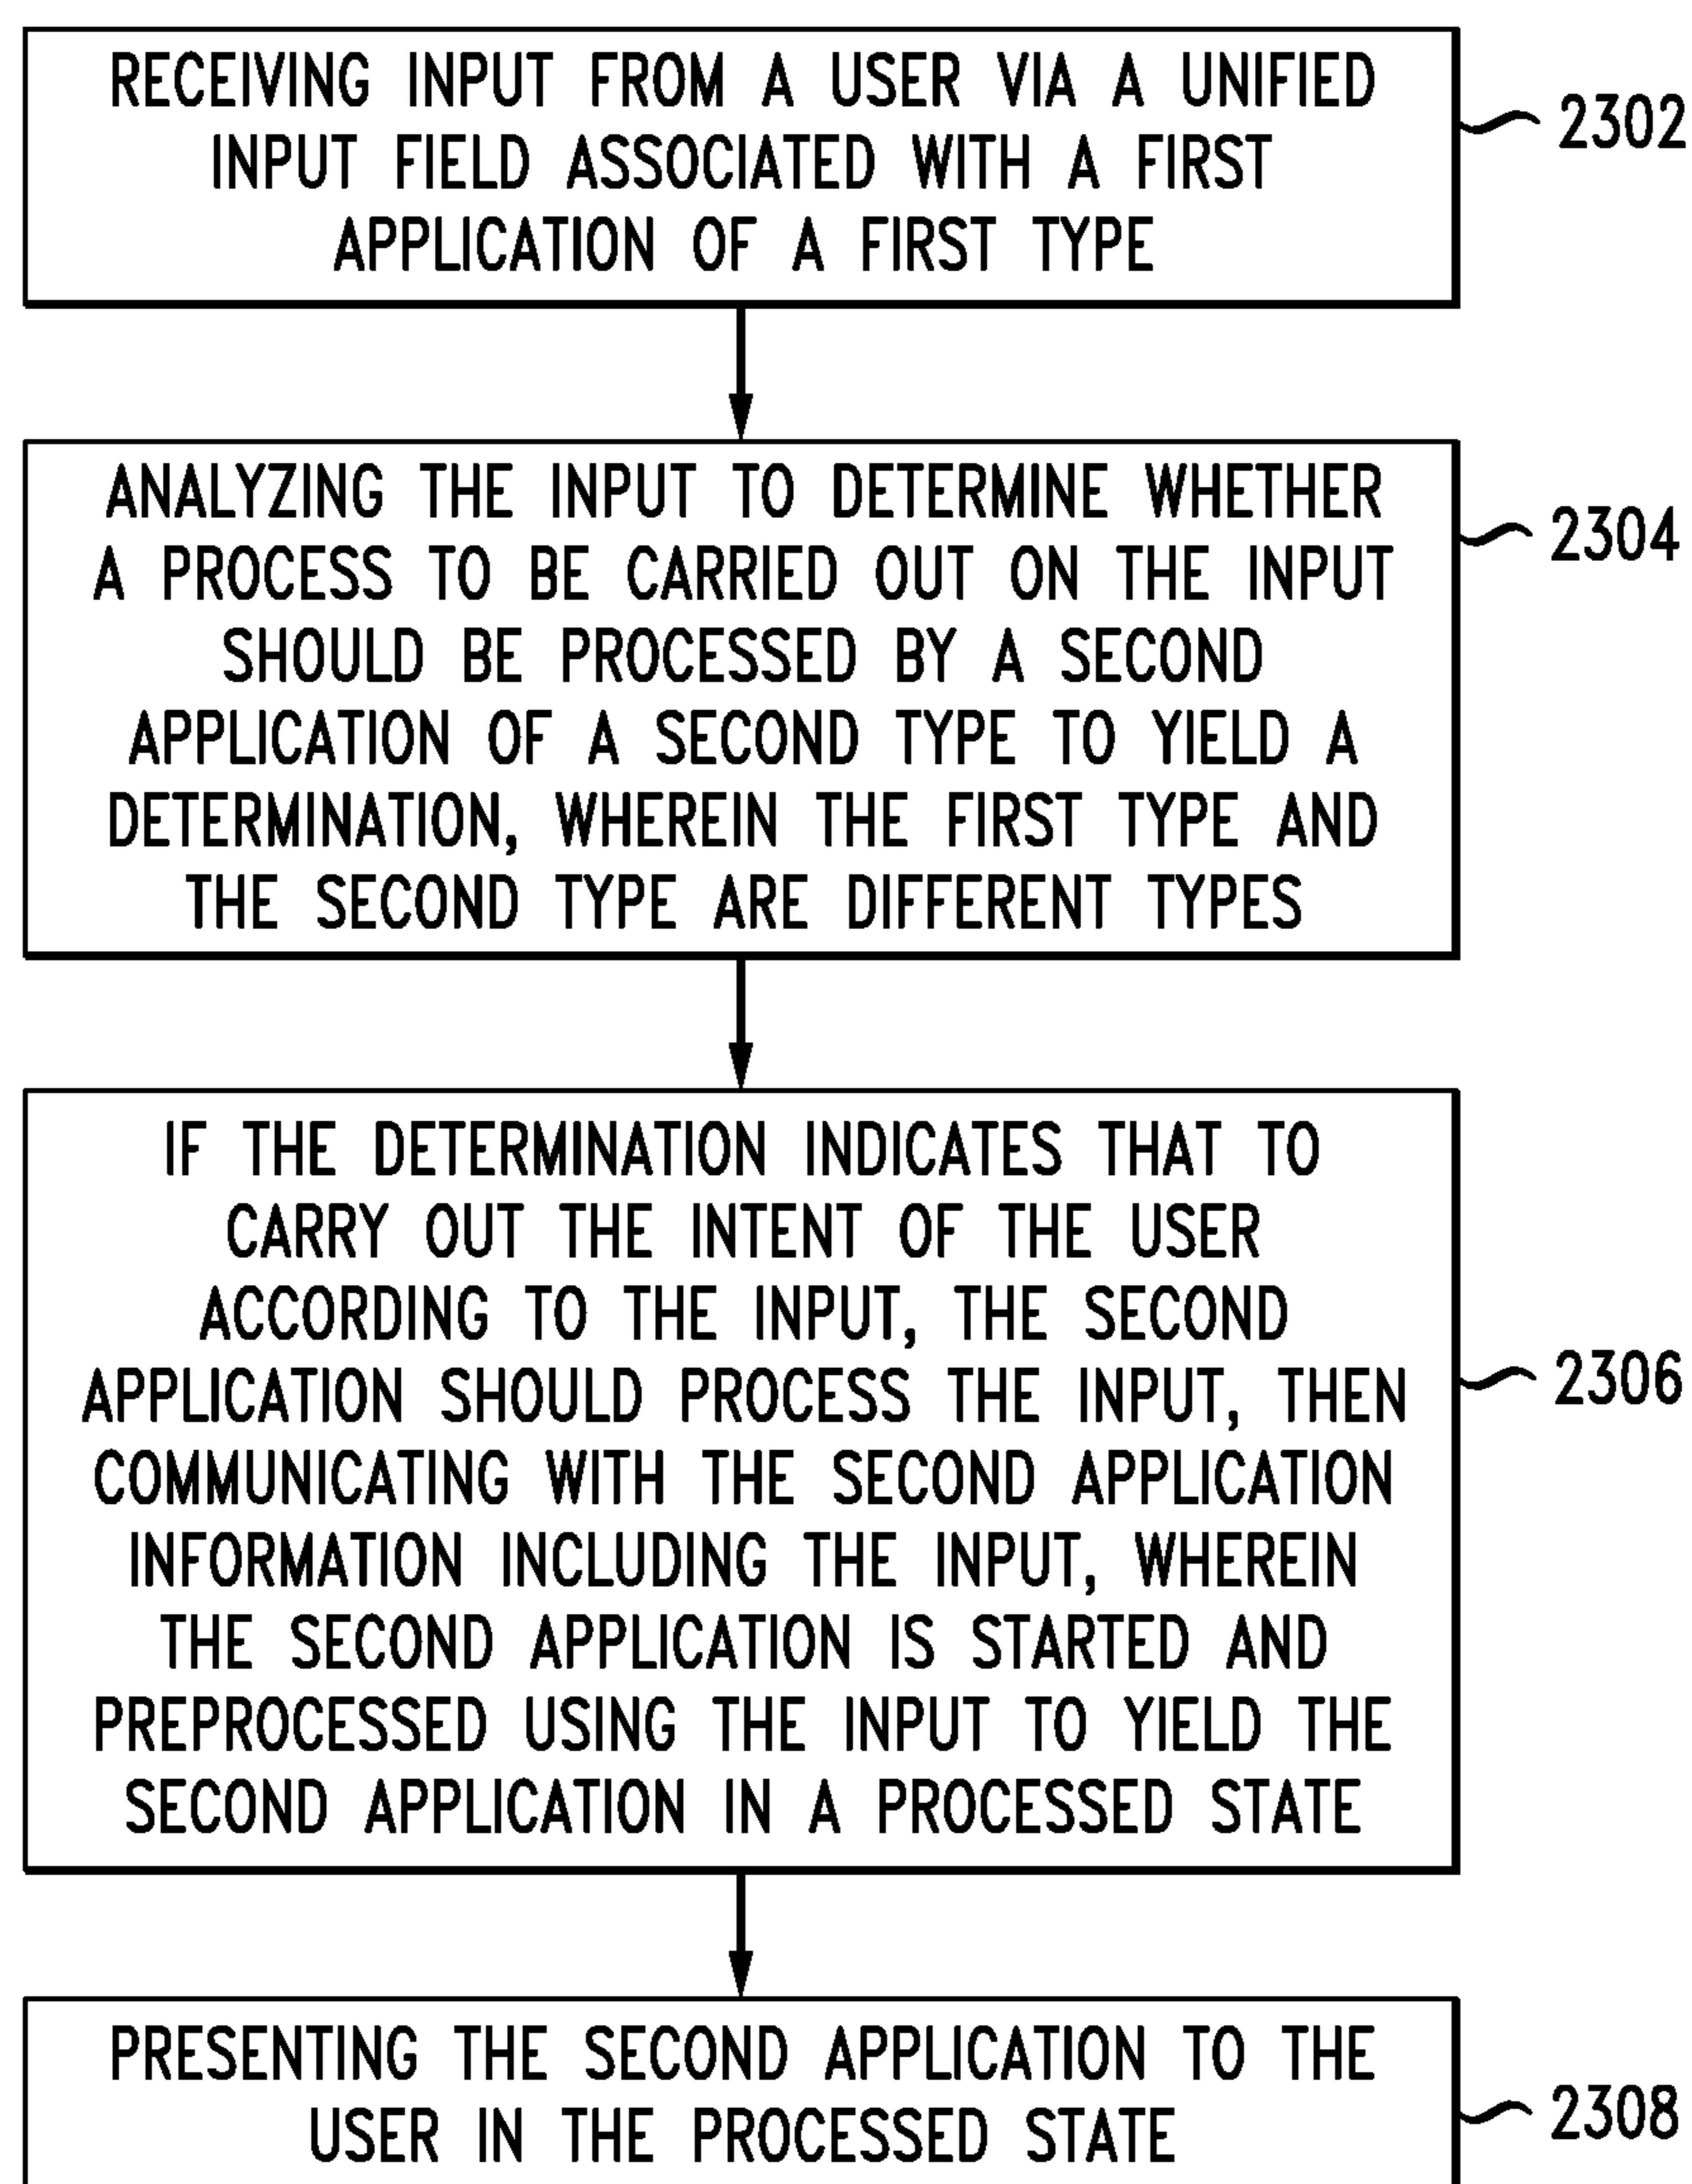 RECEIVING INPUT FROM A USER VIA A UNIFIED
INPUT FIELD ASSOCIATED WITH A FIRST
APPLICATION OF A FIRST TYPE
2302
ANALYZING THE INPUT TO DETERMINE WHETHER
A PROCESS TO BE CARRIED OUT ON THE INPUT
SHOULD BE PROCESSED BY A SECOND
APPLICATION OF A SECOND TYPE TO YIELD A
DETERMINATION, WHEREIN THE FIRST TYPE AND
THE SECOND TYPE ARE DIFFERENT TYPES
2304
IF THE DETERMINATION INDICATES THAT TO
CARRY OUT THE INTENT OF THE USER
ACCORDING TO THE INPUT, THE SECOND
APPLICATION SHOULD PROCESS THE INPUT, THEN
COMMUNICATING WITH THE SECOND APPLICATION
INFORMATION INCLUDING THE INPUT, WHEREIN
THE SECOND APPLICATION IS STARTED AND
PREPROCESSED USING THE INPUT TO YIELD THE
SECOND APPLICATION IN A PROCESSED STATE
2306
PRESENTING THE SECOND APPLICATION TO THE
USER IN THE PROCESSED STATE
2308